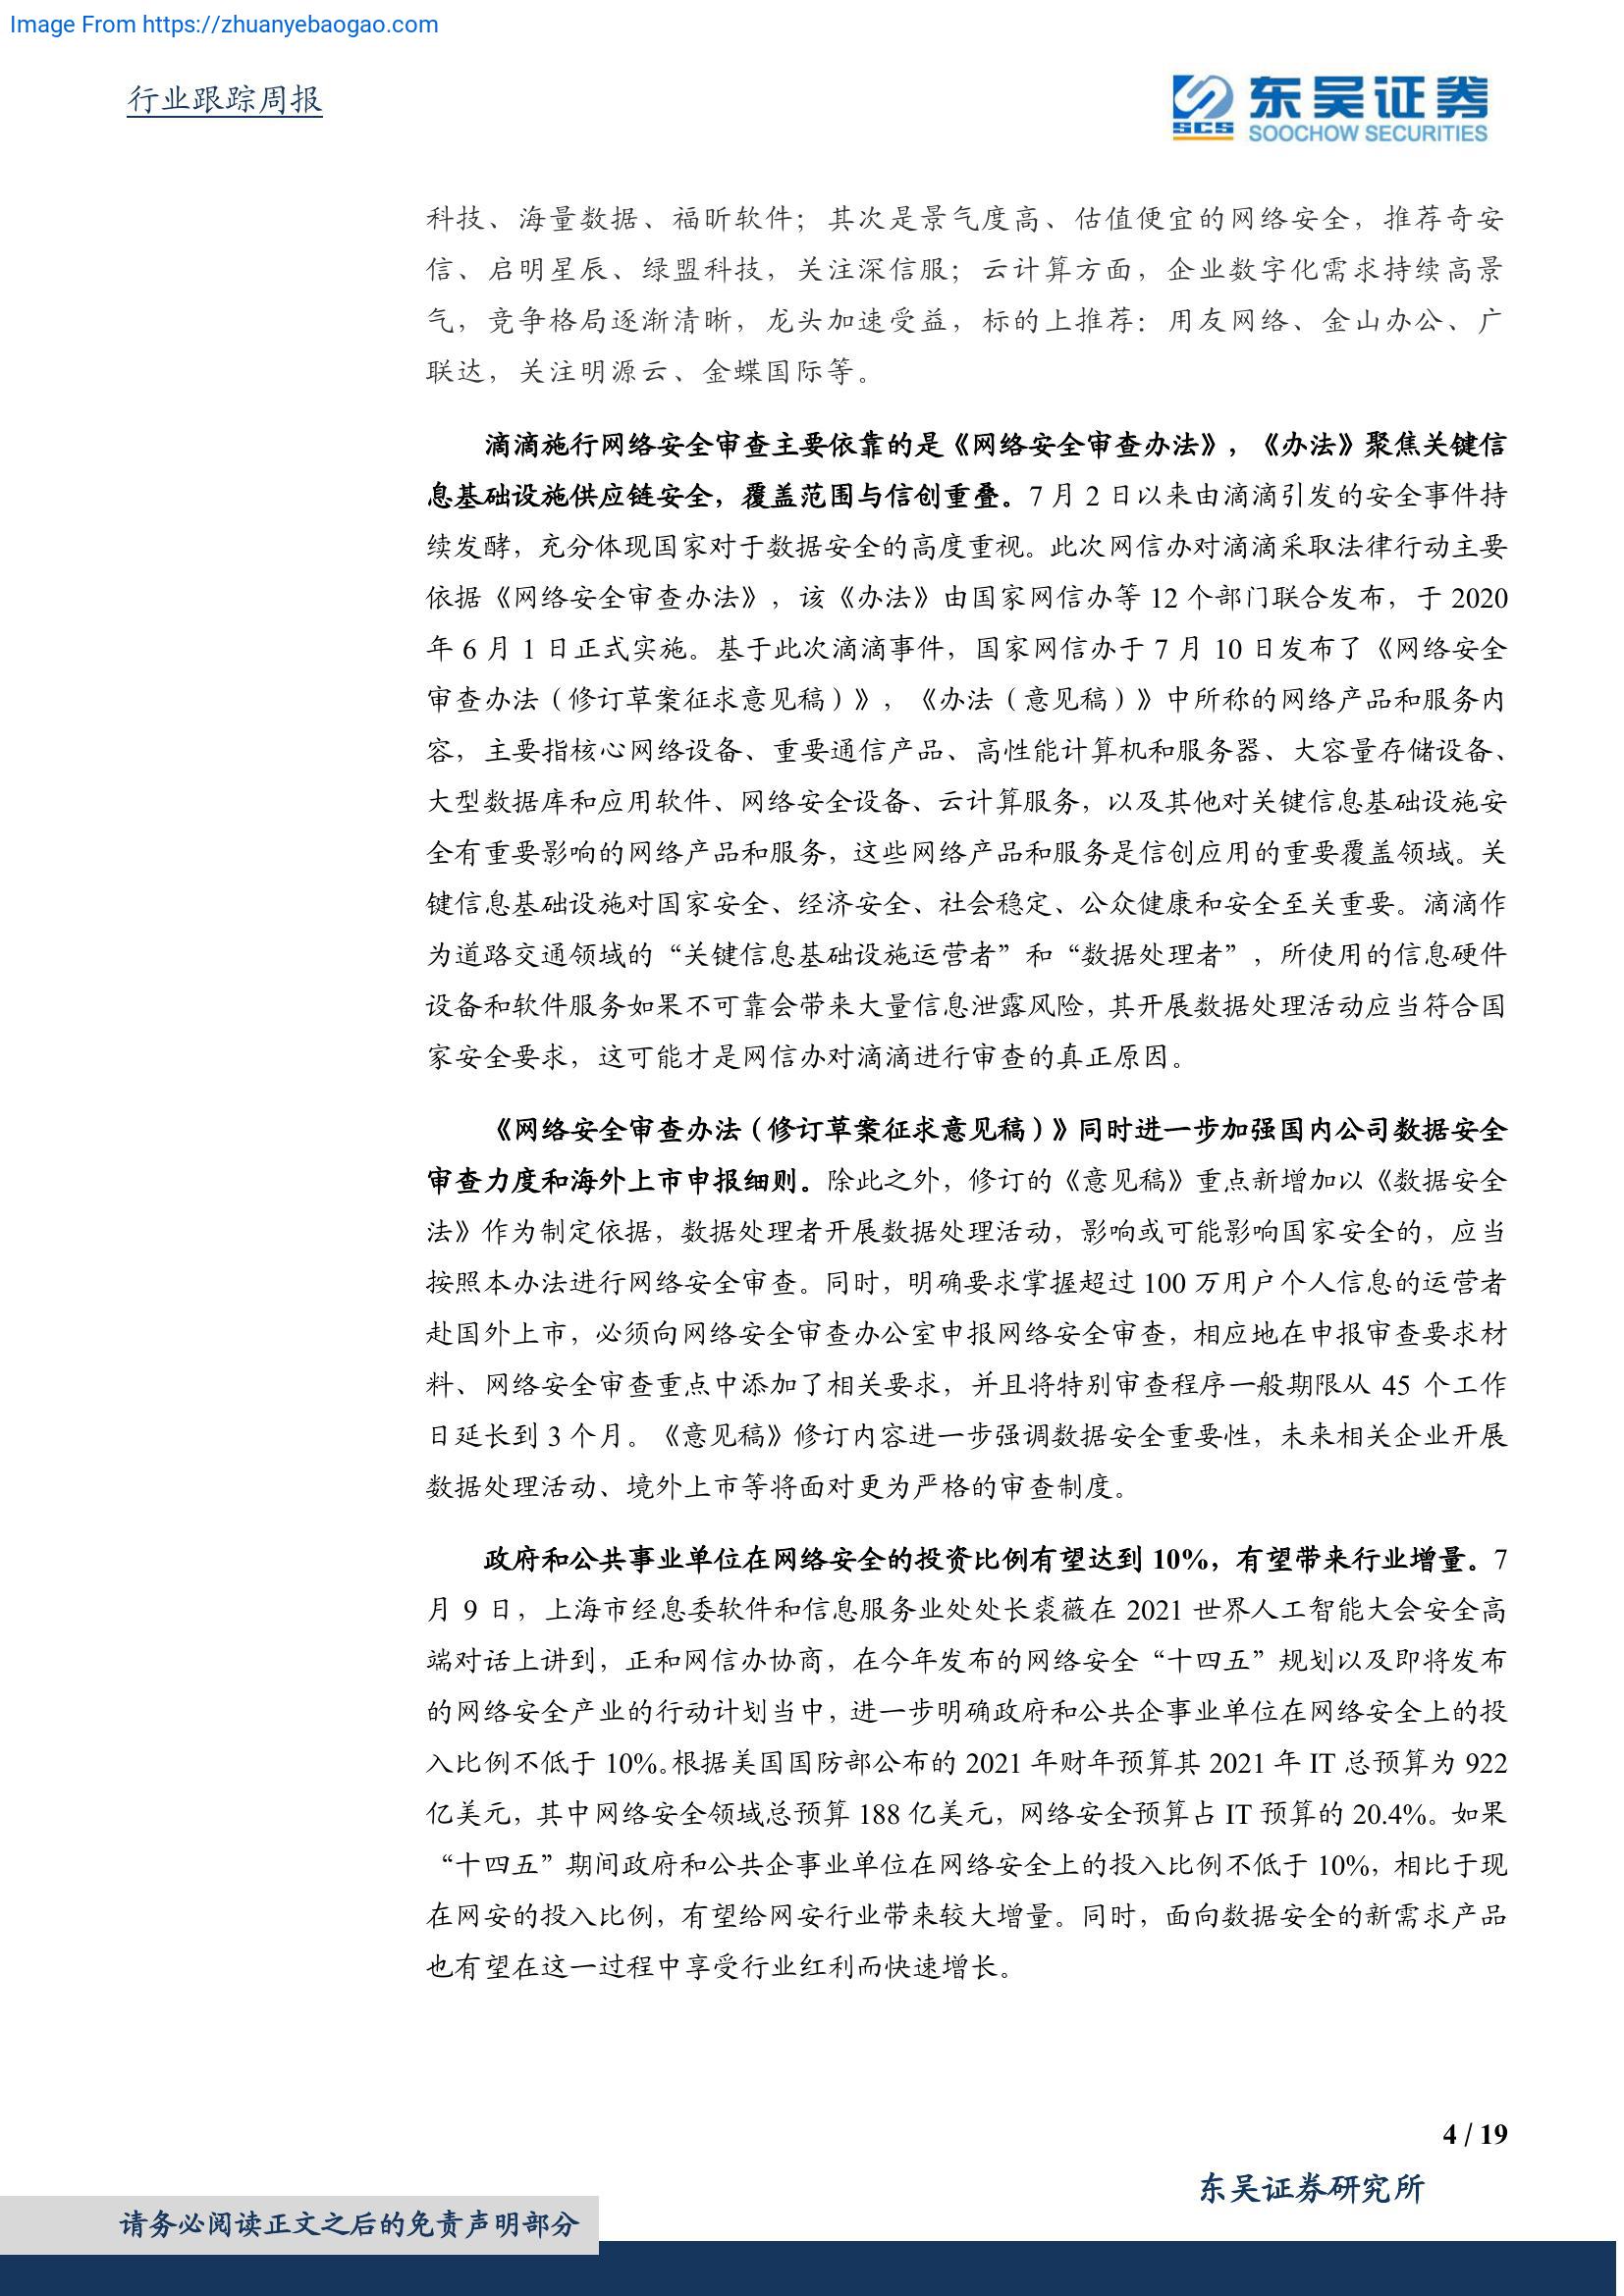 Image From https://zhuanyebaogao.com
行业跟踪周报
SCS
东吴证券
SOOCHOW SECURITIES
科技、海量数据、福昕软件；其次是景气度高、估值便宜的网络安全，推荐奇安
信、启明星辰、绿盟科技，关注深信服；云计算方面，企业数字化需求持续高景
气，竞争格局逐渐清晰，龙头加速受益，标的上推荐：用友网络、金山办公、广
联达，关注明源云、金蝶国际等。
滴滴施行网络安全审查主要依靠的是《网络安全审查办法》，《办法》聚焦关键信
息基础设施供应链安全，覆盖范围与信创重叠。7 月 2 日以来由滴滴引发的安全事件持
续发酵，充分体现国家对于数据安全的高度重视。此次网信办对滴滴采取法律行动主要
依据《网络安全审查办法》，该《办法》由国家网信办等 12 个部门联合发布，于 2020
年 6 月 1 日正式实施。基于此次滴滴事件，国家网信办于 7 月 10 日发布了《网络安全
审查办法（修订草案征求意见稿）》，《办法（意见稿）》中所称的网络产品和服务内
容，主要指核心网络设备、重要通信产品、高性能计算机和服务器、大容量存储设备、
大型数据库和应用软件、网络安全设备、云计算服务，以及其他对关键信息基础设施安
全有重要影响的网络产品和服务，这些网络产品和服务是信创应用的重要覆盖领域。关
键信息基础设施对国家安全、经济安全、社会稳定、公众健康和安全至关重要。滴滴作
为道路交通领域的“关键信息基础设施运营者”和“数据处理者”，所使用的信息硬件
设备和软件服务如果不可靠会带来大量信息泄露风险，其开展数据处理活动应当符合国
家安全要求，这可能才是网信办对滴滴进行审查的真正原因。
《网络安全审查办法（修订草案征求意见稿）》同时进一步加强国内公司数据安全
审查力度和海外上市申报细则。除此之外，修订的《意见稿》重点新增加以《数据安全
法》作为制定依据，数据处理者开展数据处理活动，影响或可能影响国家安全的，应当
按照本办法进行网络安全审查。同时，明确要求掌握超过 100 万用户个人信息的运营者
赴国外上市，必须向网络安全审查办公室申报网络安全审查，相应地在申报审查要求材
料、网络安全审查重点中添加了相关要求，并且将特别审查程序一般期限从 45 个工作
日延长到 3 个月。《意见稿》修订内容进一步强调数据安全重要性，未来相关企业开展
数据处理活动、境外上市等将面对更为严格的审查制度。
政府和公共事业单位在网络安全的投资比例有望达到 10%，有望带来行业增量。7
月 9 日，上海市经息委软件和信息服务业处处长裘薇在 2021 世界人工智能大会安全高
端对话上讲到，正和网信办协商，在今年发布的网络安全“十四五”规划以及即将发布
的网络安全产业的行动计划当中，进一步明确政府和公共企事业单位在网络安全上的投
入比例不低于 10%。根据美国国防部公布的 2021 年财年预算其 2021 年 IT 总预算为 922
亿美元，其中网络安全领域总预算 188 亿美元，网络安全预算占 IT 预算的 20.4%。如果
“十四五”期间政府和公共企事业单位在网络安全上的投入比例不低于 10%，相比于现
在网安的投入比例，有望给网安行业带来较大增量。同时，面向数据安全的新需求产品
也有望在这一过程中享受行业红利而快速增长。
4 / 19
东吴证券研究所
请务必阅读正文之后的免责声明部分